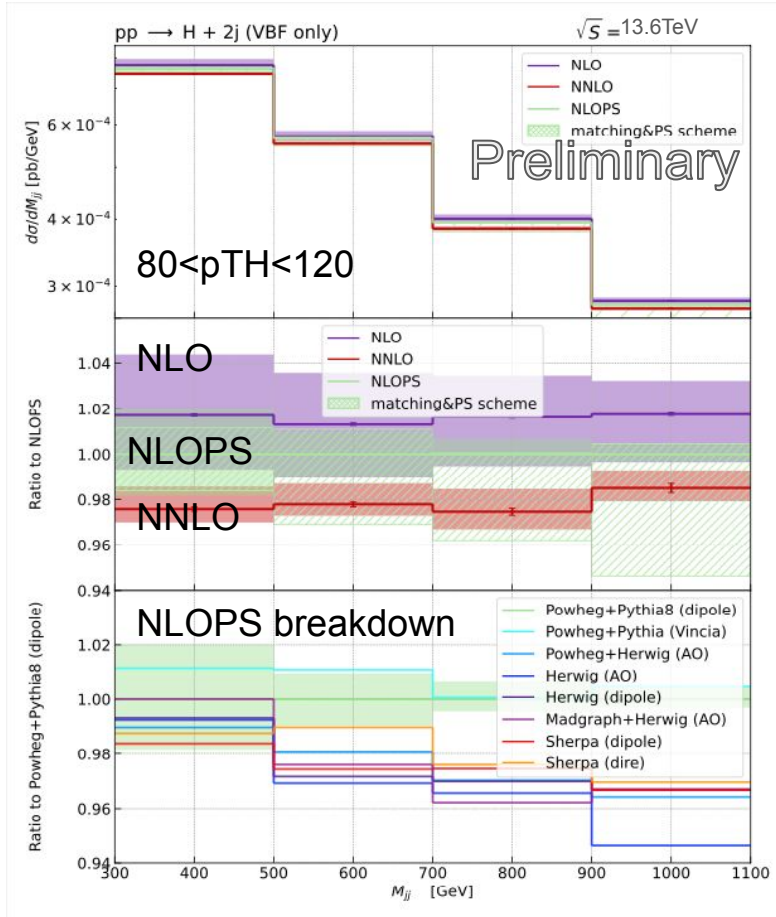 pp → H + 2j (VBF only)
√S = 13.6TeV
NLO
NNLO
NLOPS
matching&PS scheme
Preliminary
80<pTH<120
dσ/dM_jj [pb/GeV]
6 × 10⁻⁴
4 × 10⁻⁴
3 × 10⁻⁴
NLO
NLOPS
NNLO
NLO
NNLO
NLOPS
matching&PS scheme
Ratio to NLOPS
1.04
1.02
1.00
0.98
0.96
0.94
NLOPS breakdown
Powheg+Pythia8 (dipole)
Powheg+Pythia (Vincia)
Powheg+Herwig (AO)
Herwig (AO)
Herwig (dipole)
Madgraph+Herwig (AO)
Sherpa (dipole)
Sherpa (dire)
Ratio to Powheg+Pythia8 (dipole)
1.02
1.00
0.98
0.96
0.94
300 400 500 600 700 800 900 1000 1100
M_jj [GeV]